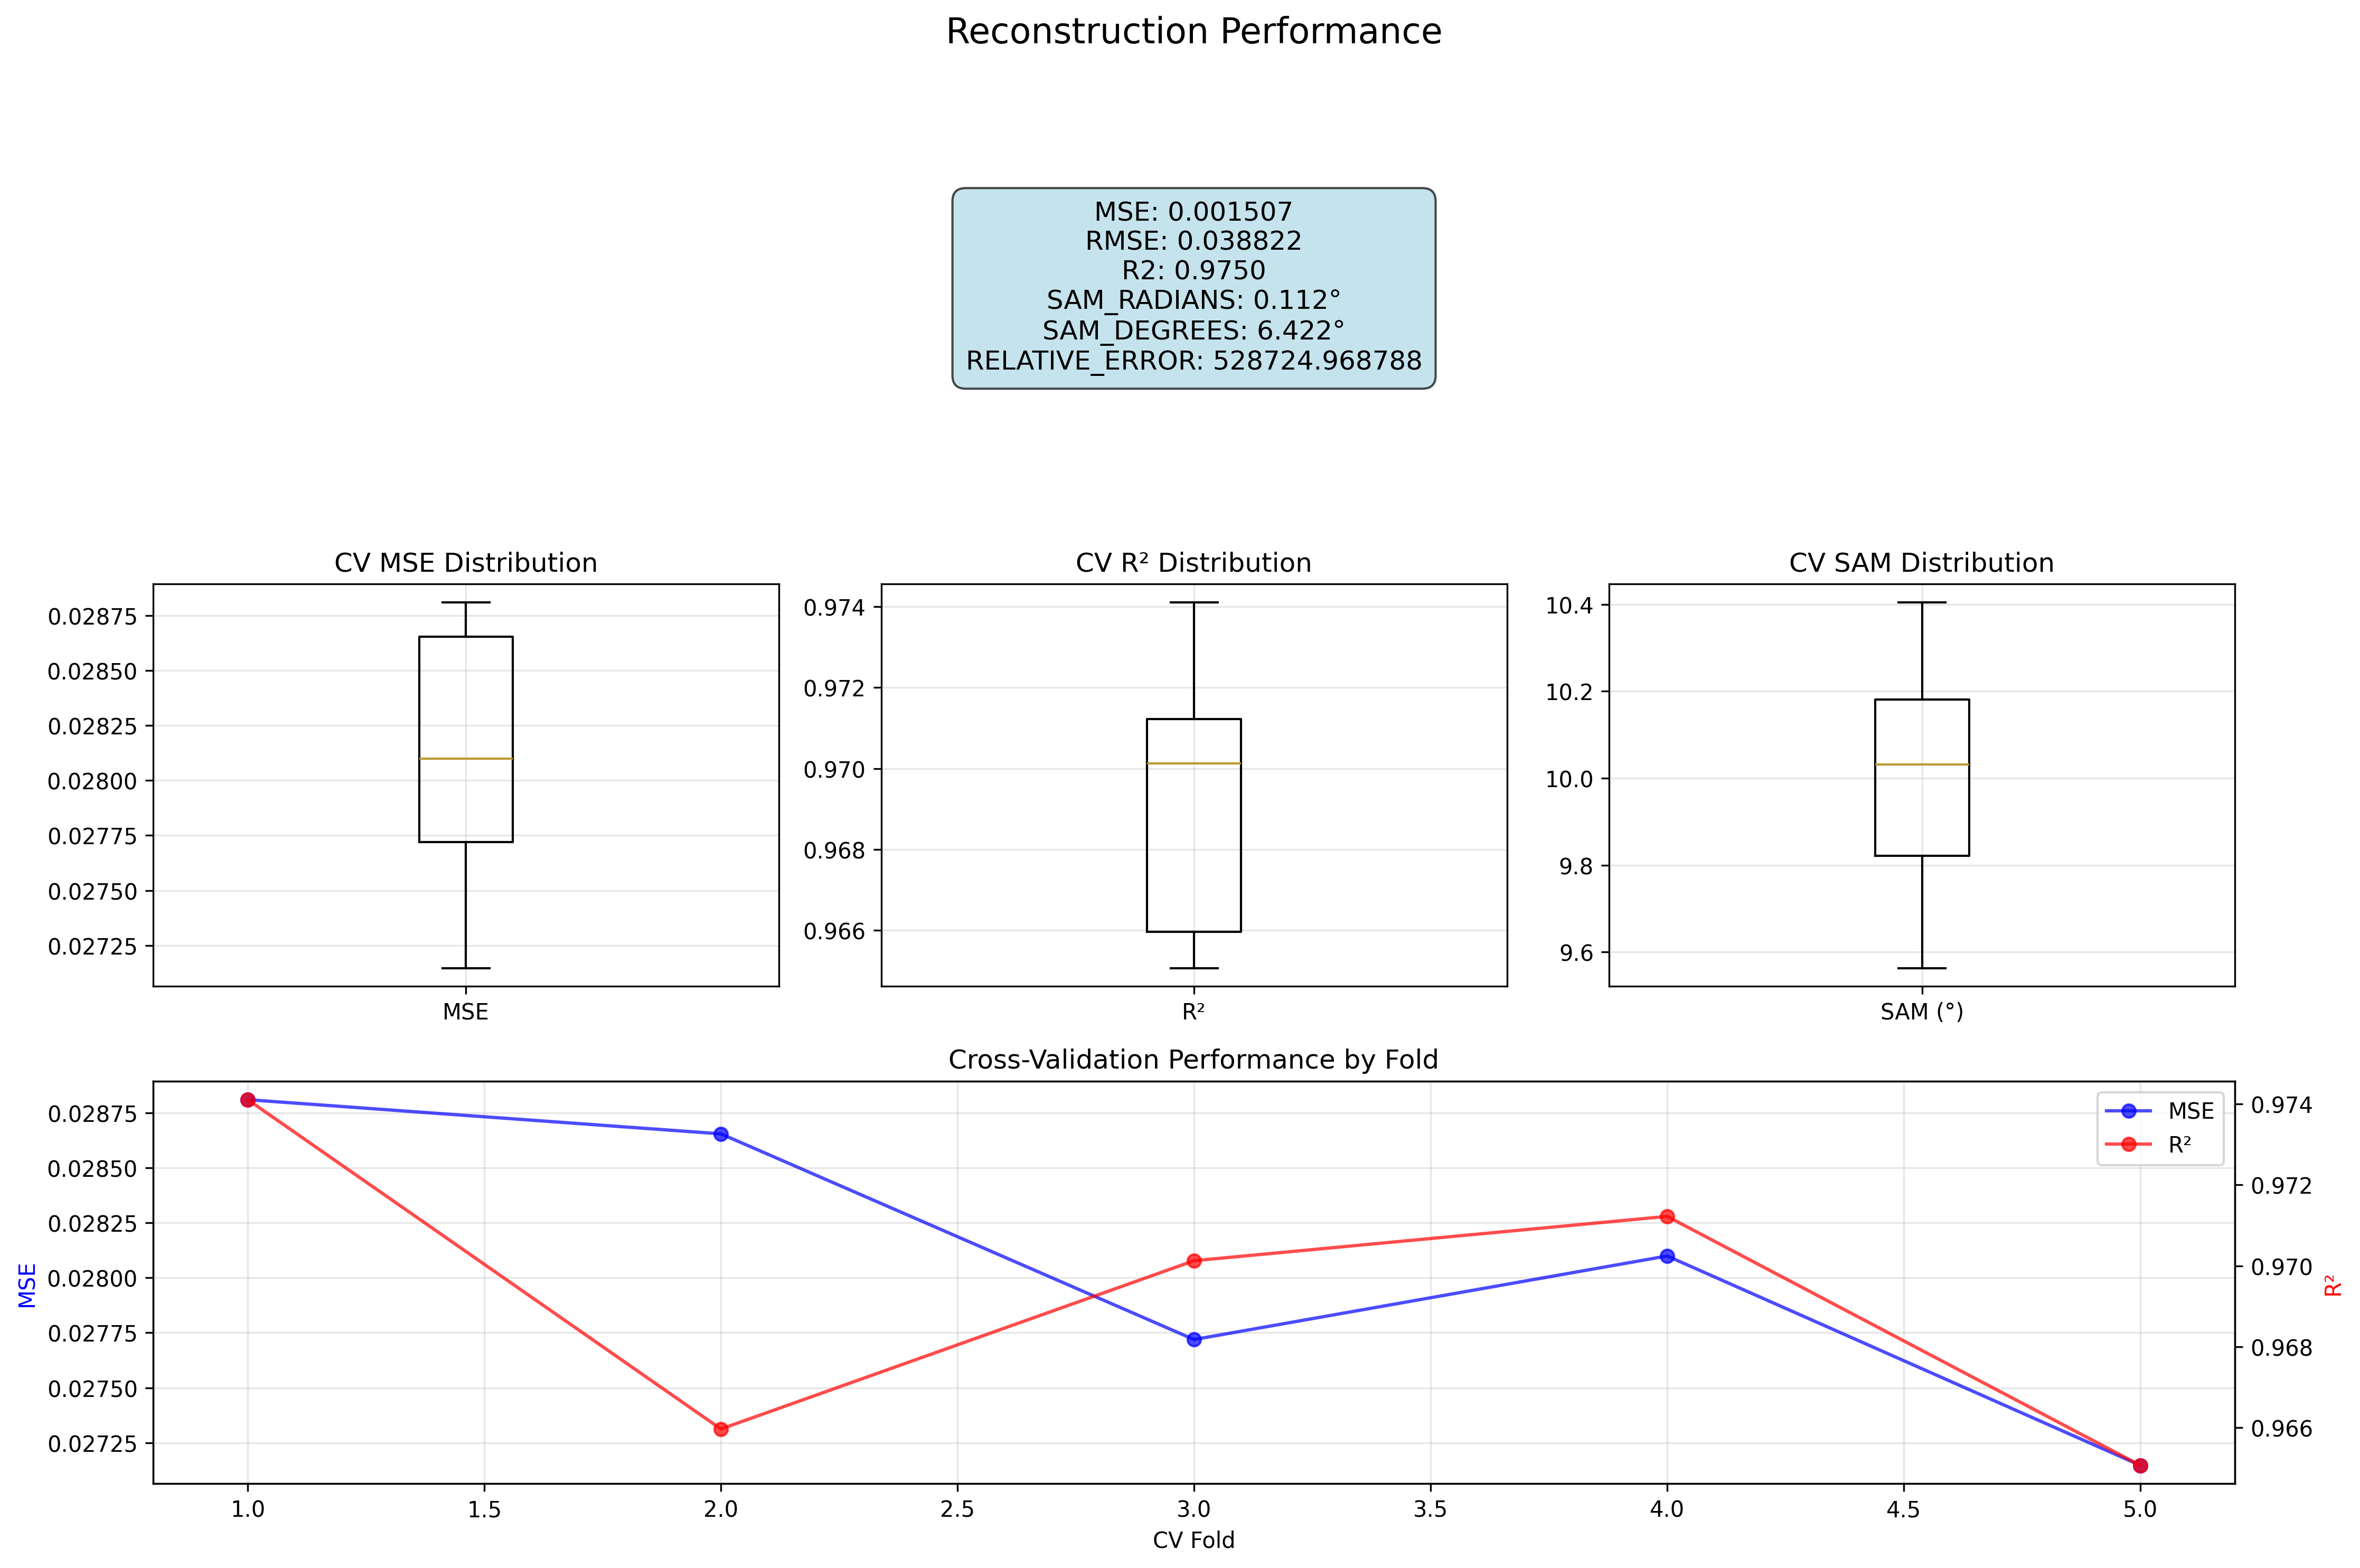 Reconstruction Performance
MSE: 0.001507
RMSE: 0.038822
R2: 0.9750
SAM_RADIANS: 0.112°
SAM_DEGREES: 6.422°
RELATIVE_ERROR: 528724.968788
CV MSE Distribution
0.02875
0.02850
0.02825
0.02800
0.02775
0.02750
0.02725
MSE
CV R² Distribution
0.974
0.972
0.970
0.968
0.966
R²
CV SAM Distribution
10.4
10.2
10.0
9.8
9.6
SAM (°)
Cross-Validation Performance by Fold
MSE
0.02875
0.02850
0.02825
0.02800
0.02775
0.02750
0.02725
MSE
R²
0.974
0.972
0.970
0.968
0.966
R²
1.0 1.5 2.0 2.5 3.0 3.5 4.0 4.5 5.0
CV Fold